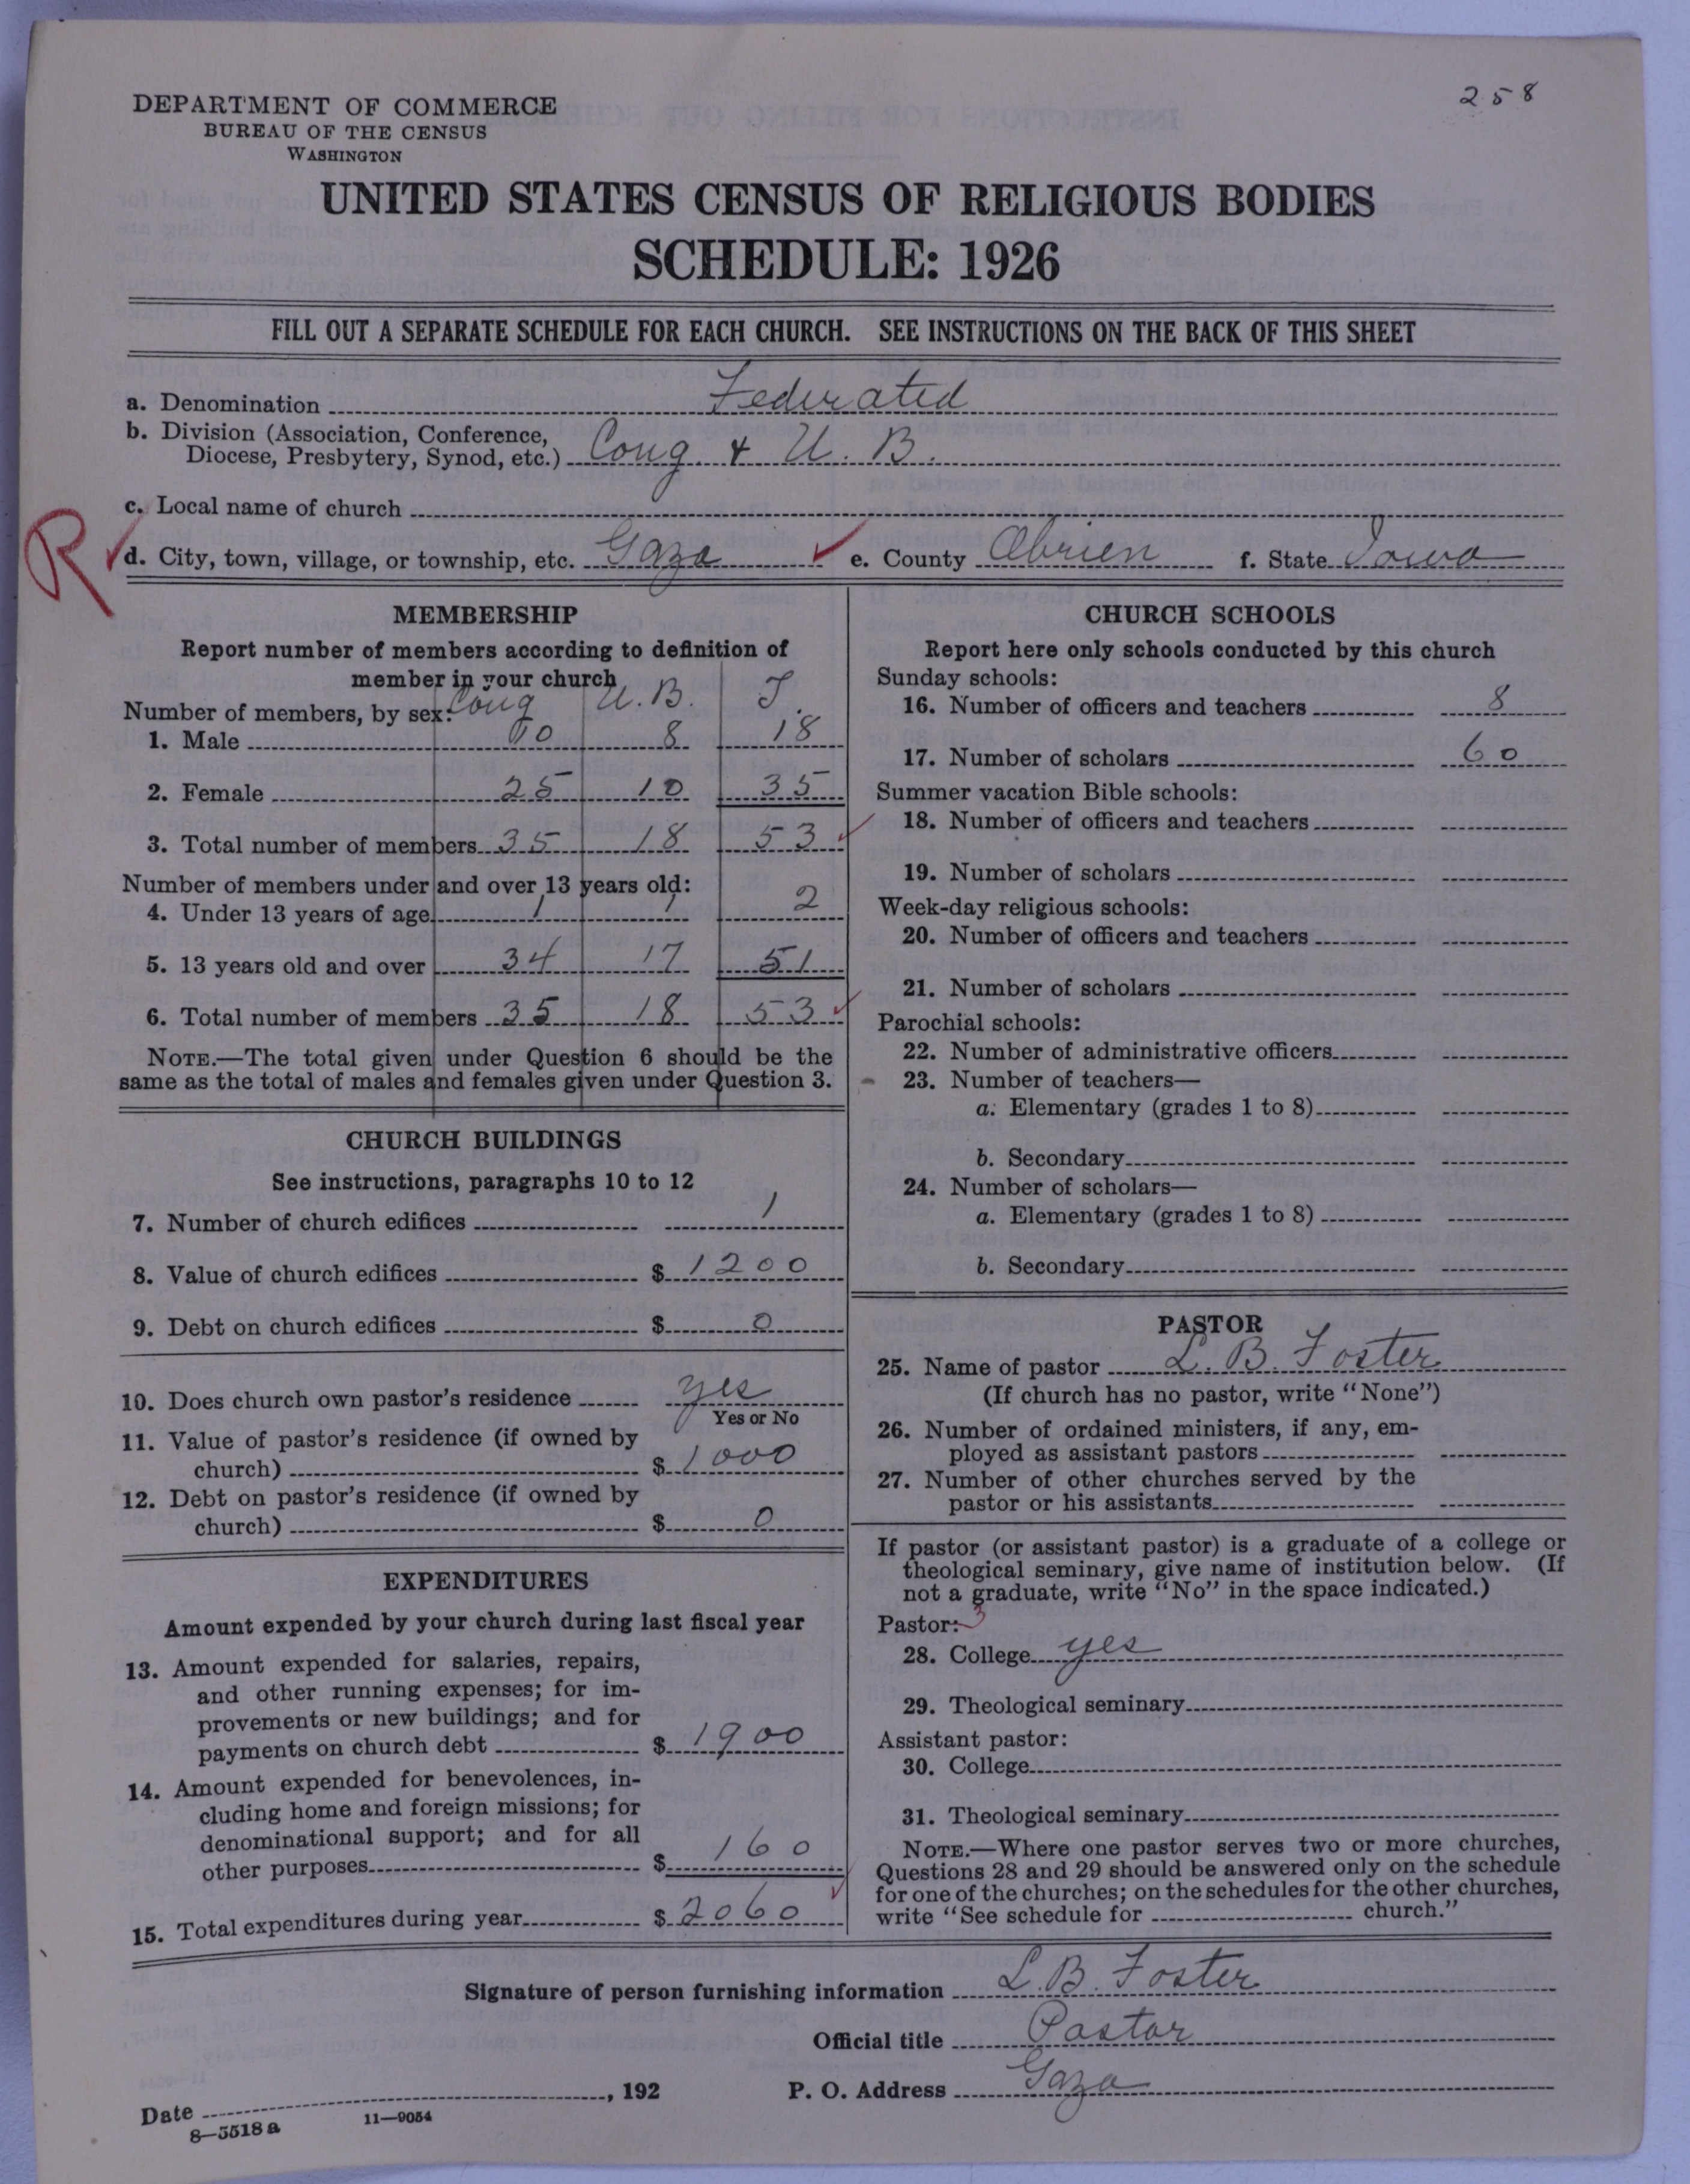 258
DEPARTMENT OF COMMERCE
BUREAU OF THE CENSUS
WASHINGTON
UNITED STATES CENSUS OF RELIGIOUS BODIES
SCHEDULE: 1926
FILL OUT A SEPARATE SCHEDULE FOR EACH CHURCH. SEE INSTRUCTIONS ON THE BACK OF THIS SHEET
a. Denomination Federated
b. Division (Association, Conference,
Diocese, Presbytery, Synod, etc.) Cong. & U. B.
c. Local name of church
R
d. City, town, village, or township, etc. Gaza e. County Obrien f. State Iowa
MEMBERSHIP
Report number of members according to definition of
member in your church
Cong U. B. T.
Number of members, by sex:
1. Male 10 8 18
2. Female 25 10 35
3. Total number of members 35 18 53
Number of members under and over 13 years old:
4. Under 13 years of age 1 1 2
5. 13 years old and over 34 17 51
6. Total number of members 35 18 53
NOTE.—The total given under Question 6 should be the
same as the total of males and females given under Question 3.
CHURCH BUILDINGS
See instructions, paragraphs 10 to 12
7. Number of church edifices 1
8. Value of church edifices $ 1200
9. Debt on church edifices $ 0
10. Does church own pastor's residence yes
Yes or No
11. Value of pastor's residence (if owned by
church) $ 1000
12. Debt on pastor's residence (if owned by
church) $ 0
EXPENDITURES
Amount expended by your church during last fiscal year
13. Amount expended for salaries, repairs,
and other running expenses; for im-
provements or new buildings; and for
payments on church debt $ 1900
14. Amount expended for benevolences, in-
cluding home and foreign missions; for
denominational support; and for all
other purposes $ 160
15. Total expenditures during year $ 2060
CHURCH SCHOOLS
Report here only schools conducted by this church
Sunday schools:
16. Number of officers and teachers 8
17. Number of scholars 60
Summer vacation Bible schools:
18. Number of officers and teachers
19. Number of scholars
Week-day religious schools:
20. Number of officers and teachers
21. Number of scholars
Parochial schools:
22. Number of administrative officers
23. Number of teachers—
a. Elementary (grades 1 to 8)
b. Secondary
24. Number of scholars—
a. Elementary (grades 1 to 8)
b. Secondary
PASTOR
25. Name of pastor L. B. Foster
(If church has no pastor, write "None")
26. Number of ordained ministers, if any, em-
ployed as assistant pastors
27. Number of other churches served by the
pastor or his assistants
If pastor (or assistant pastor) is a graduate of a college or
theological seminary, give name of institution below. (If
not a graduate, write "No" in the space indicated.)
Pastor: 3
28. College yes
29. Theological seminary
Assistant pastor:
30. College
31. Theological seminary
NOTE.—Where one pastor serves two or more churches,
Questions 28 and 29 should be answered only on the schedule
for one of the churches; on the schedules for the other churches,
write "See schedule for church."
Signature of person furnishing information L. B. Foster
Official title Pastor
Date , 192 P. O. Address Gaza
8—5518 a 11—9054